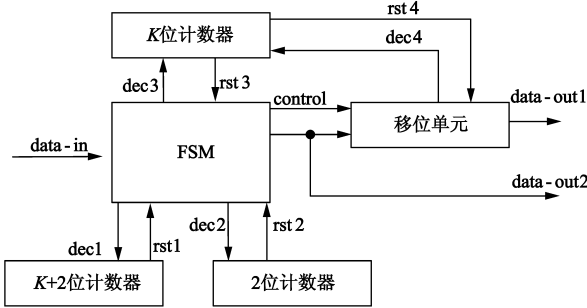 rst4
K位计数器
dec4
dec3
rst3
control
data-out1
移位单元
data-in
FSM
data-out2
dec1
rst1
dec2
rst2
K+2位计数器
2位计数器